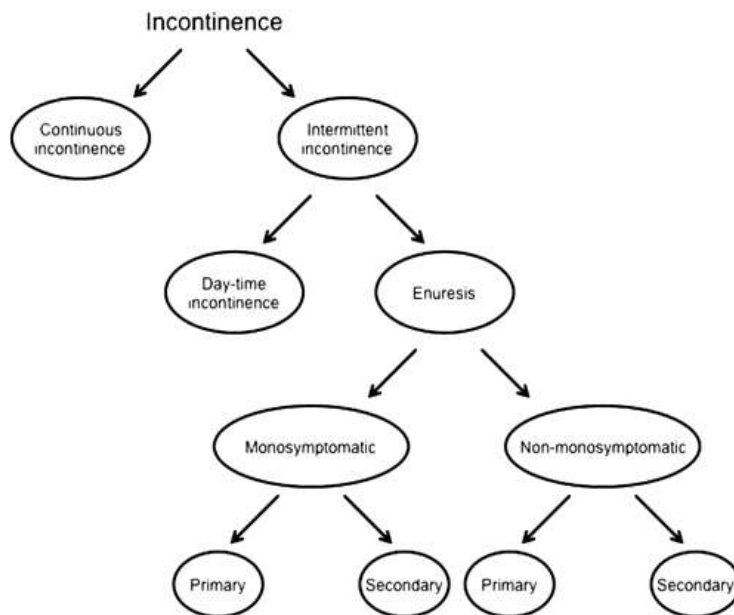 Incontinence
Continuous
incontinence
Intermittent
incontinence
Day-time
incontinence
Enuresis
Monosymptomatic
Non-monosymptomatic
Primary
Secondary
Primary
Secondary